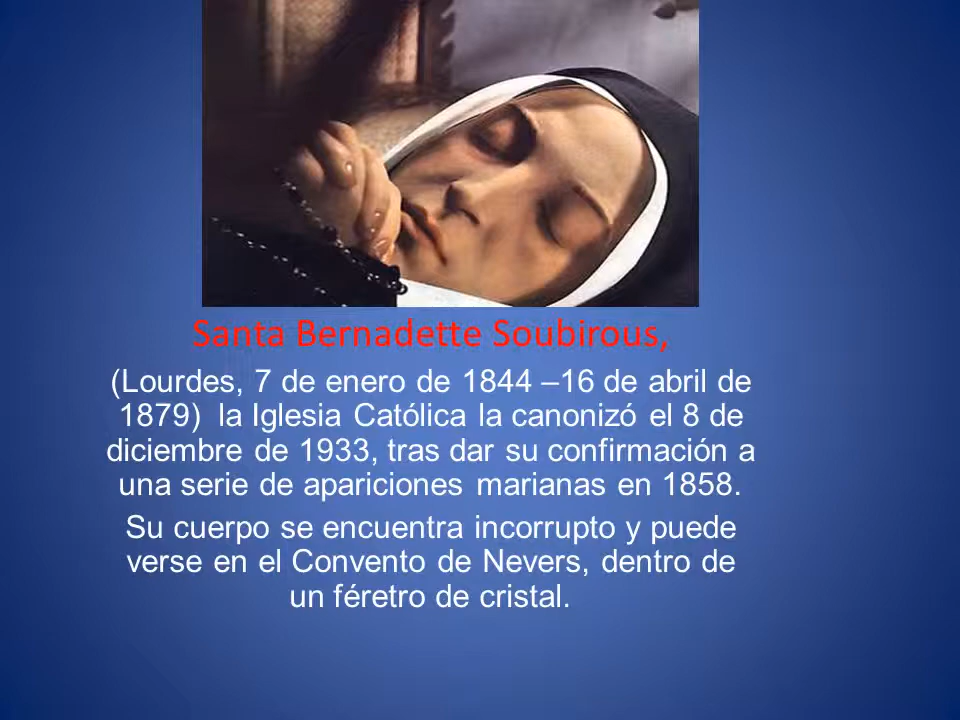 Santa Bernadette Soubirous,
(Lourdes, 7 de enero de 1844 –16 de abril de
1879)  la Iglesia Católica la canonizó el 8 de
diciembre de 1933, tras dar su confirmación a
una serie de apariciones marianas en 1858.
Su cuerpo se encuentra incorrupto y puede
verse en el Convento de Nevers, dentro de
un féretro de cristal.